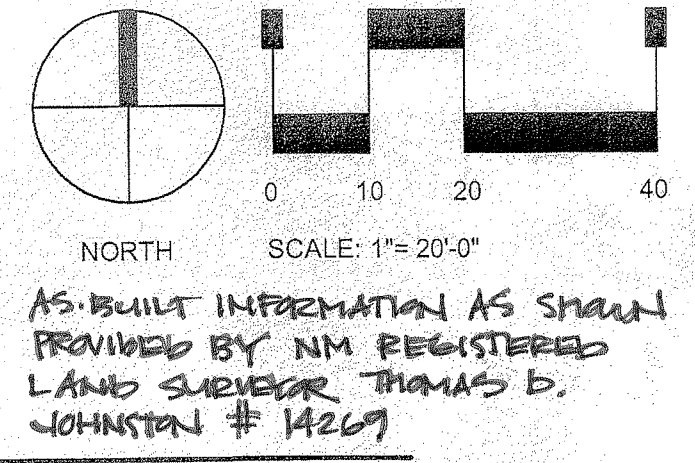 0 10 20 40
NORTH SCALE: 1"= 20'-0"
AS-BUILT INFORMATION AS SHOWN
PROVIDED BY NM REGISTERED
LAND SURVEYOR THOMAS D.
JOHNSTON # 14269